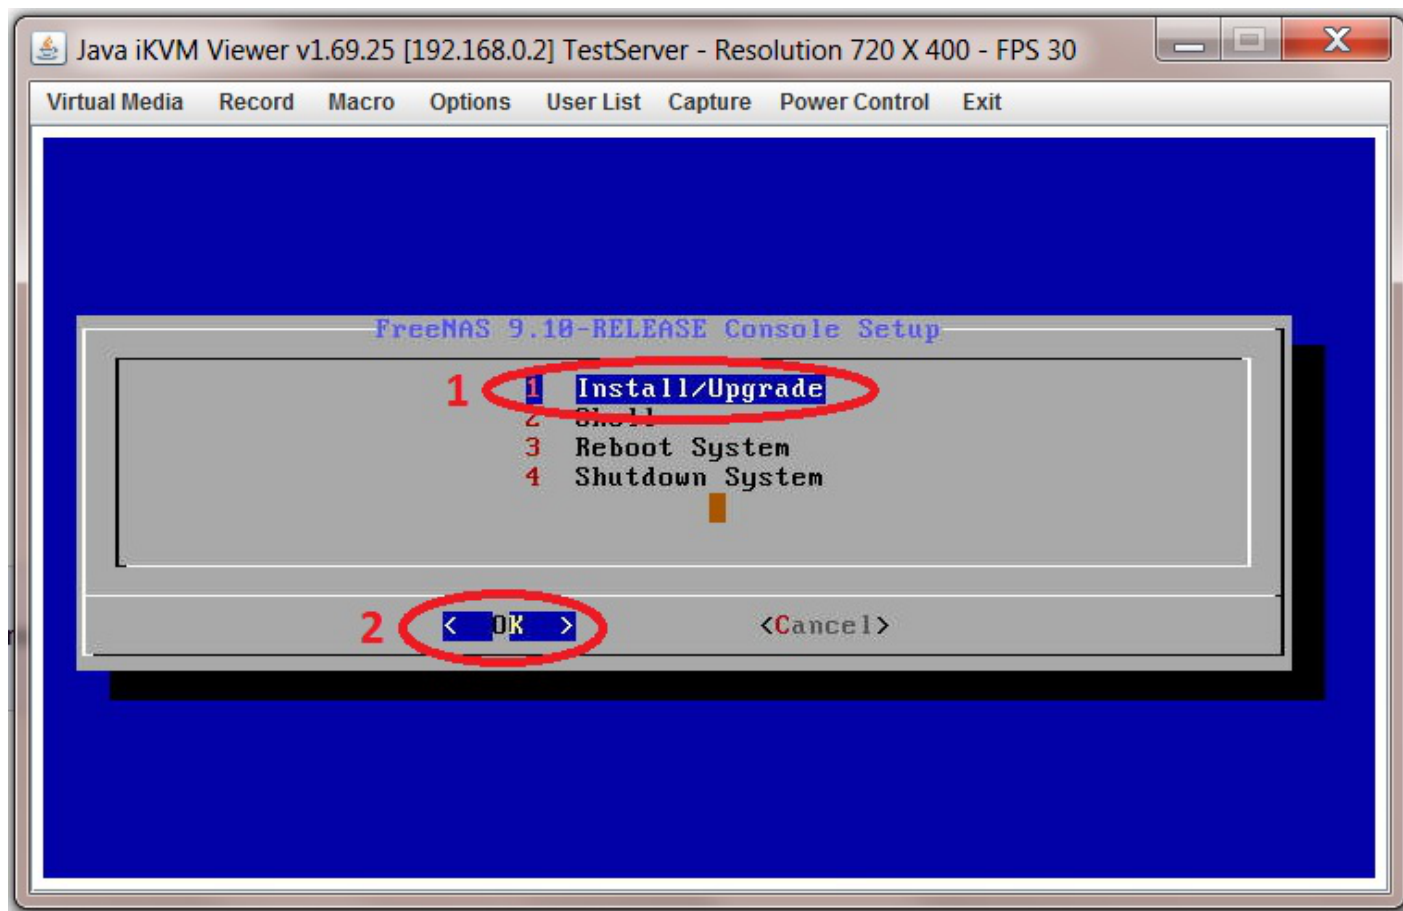 Java iKVM Viewer v1.69.25 [192.168.0.2] TestServer - Resolution 720 X 400 - FPS 30
Virtual Media Record Macro Options User List Capture Power Control Exit
FreeNAS 9.10-RELEASE Console Setup
1 1 Install/Upgrade
2 Shell
3 Reboot System
4 Shutdown System
2 < OK > <Cancel>